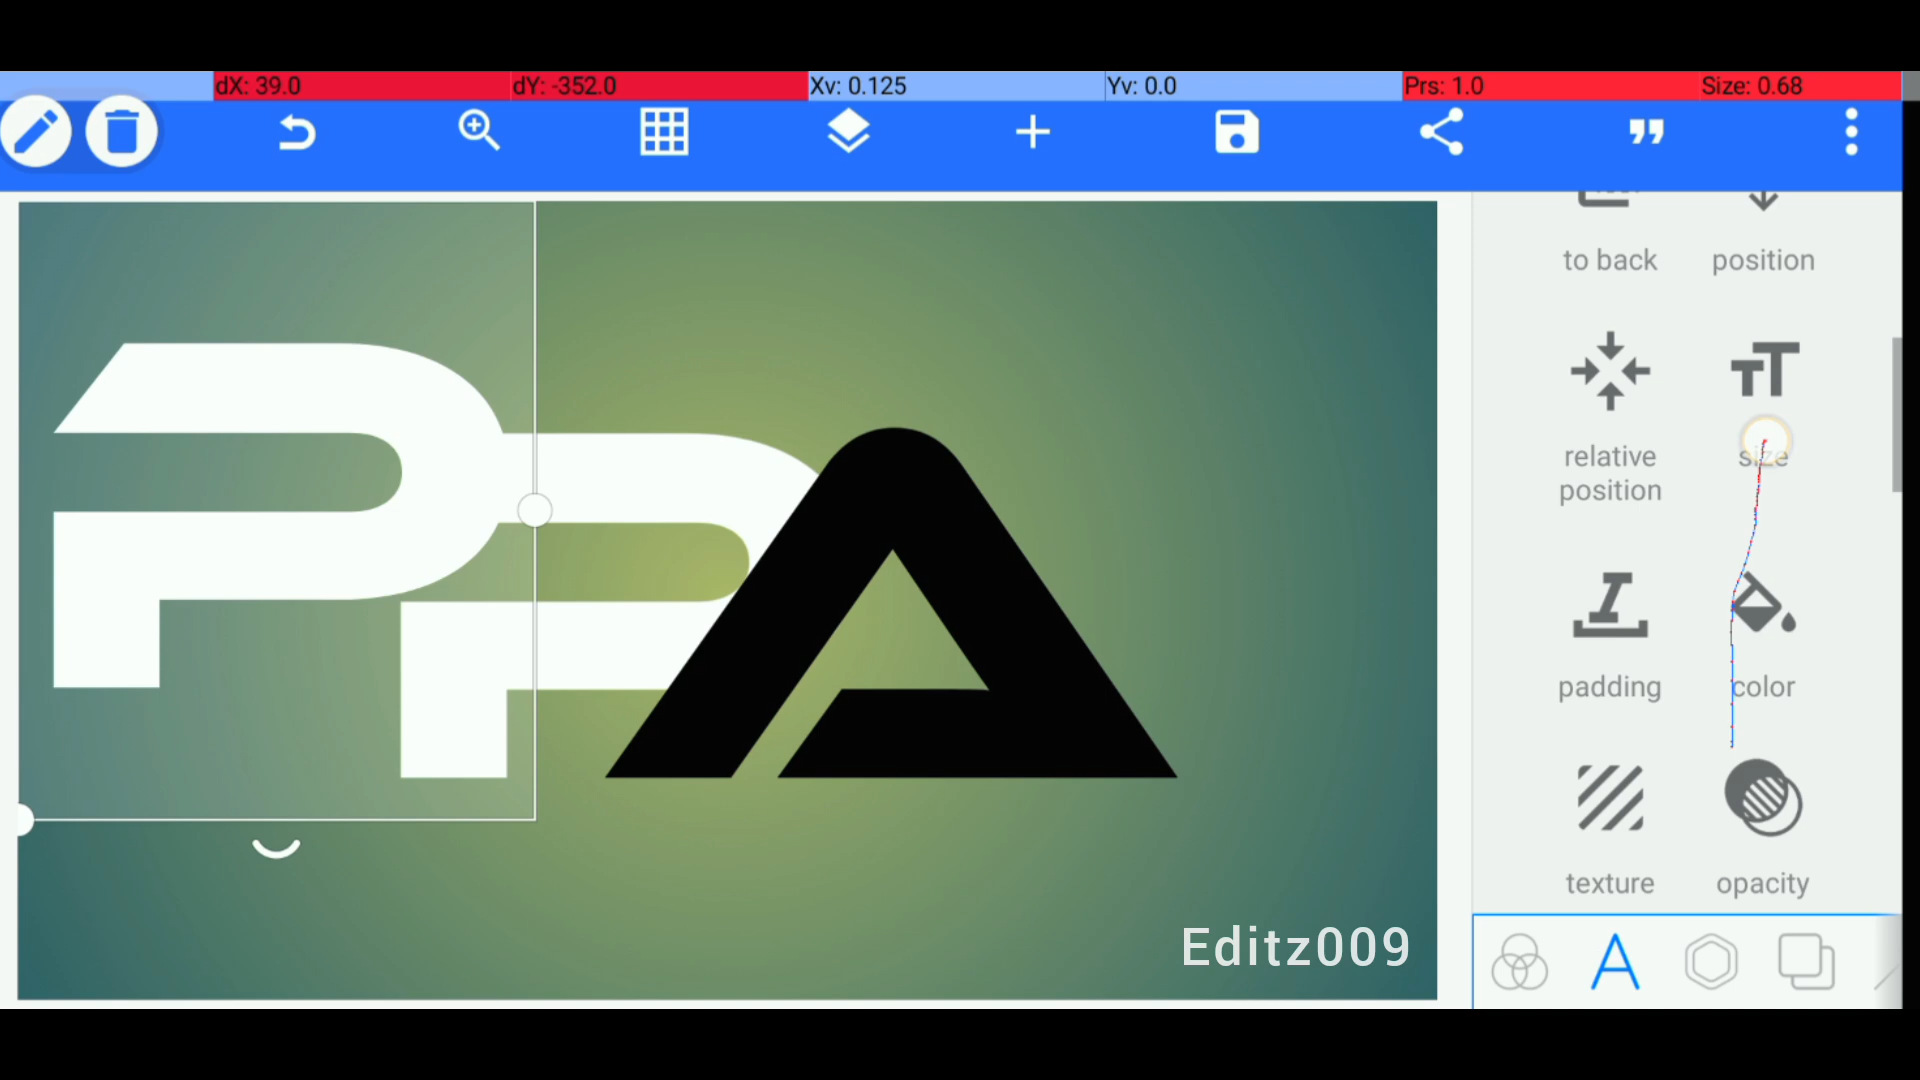 dX: 39.0 dY: -352.0 Xv: 0.125 Yv: 0.0 Prs: 1.0 Size: 0.68
to back position
relative position
size
padding color
texture opacity
P P A
Editz009